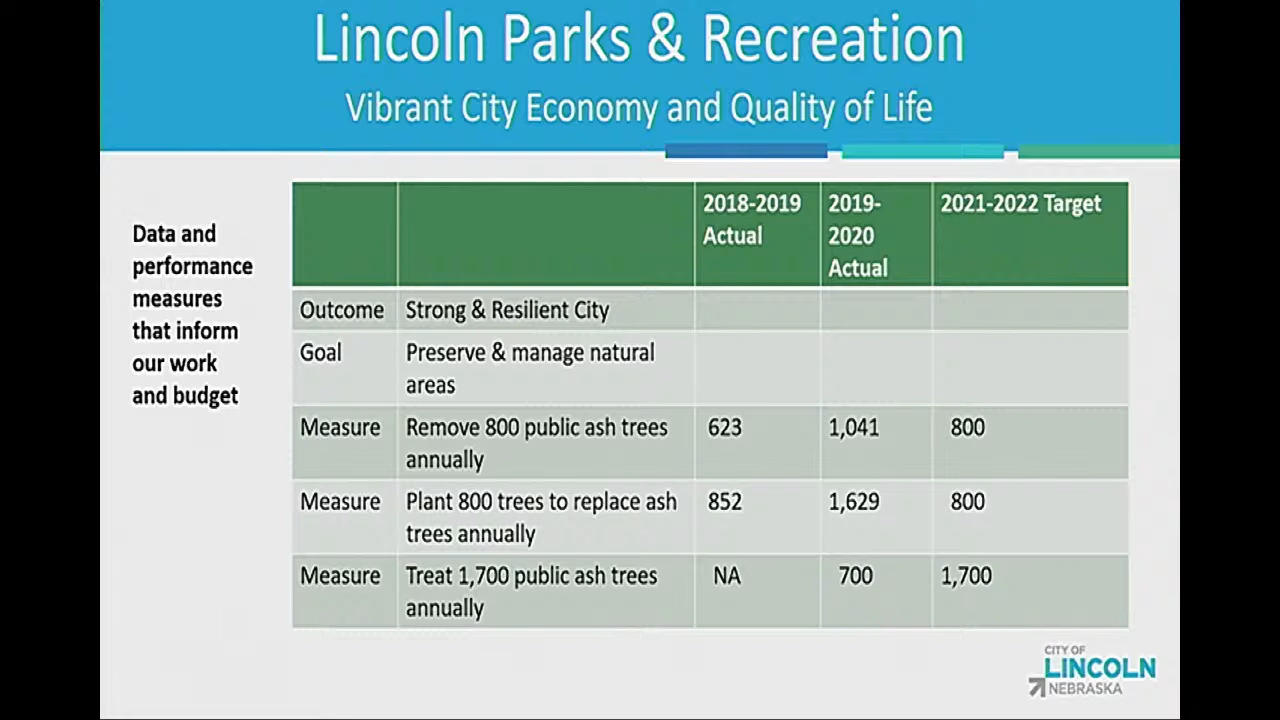 Lincoln Parks & Recreation
Vibrant City Economy and Quality of Life
Data and
performance
measures
that inform
our work
and budget
2018-2019 2019- 2021-2022 Target
Actual 2020
Actual
Outcome Strong & Resilient City
Goal Preserve & manage natural
areas
Measure Remove 800 public ash trees 623 1,041 800
annually
Measure Plant 800 trees to replace ash 852 1,629 800
trees annually
Measure Treat 1,700 public ash trees NA 700 1,700
annually
CITY OF
LINCOLN
NEBRASKA